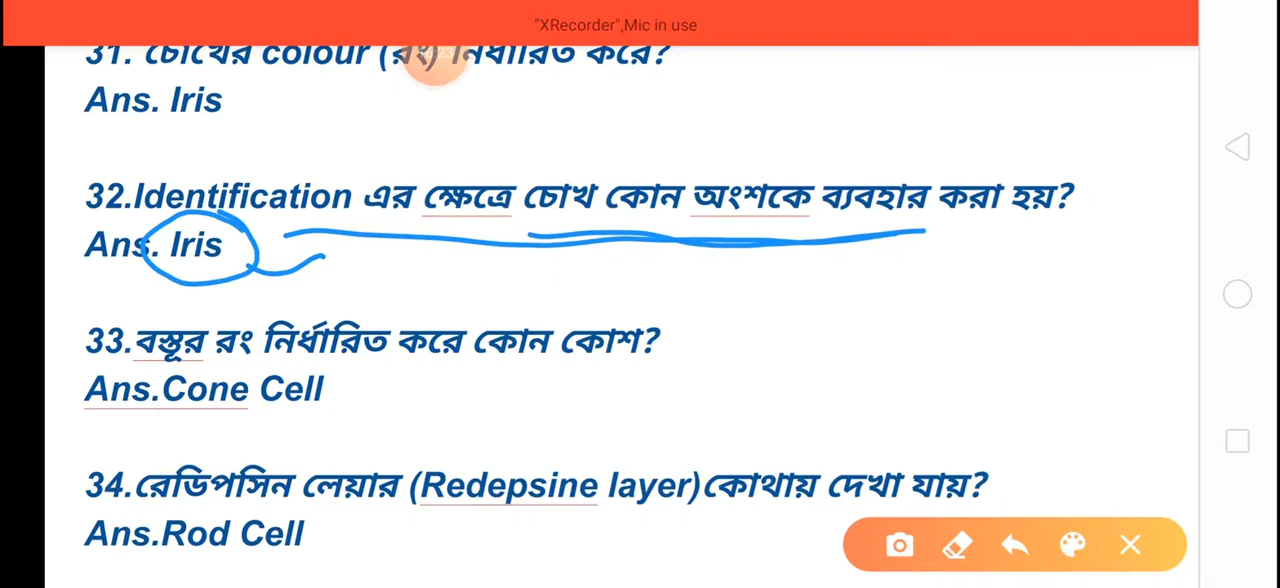 "XRecorder",Mic in use
31. চোখের colour (রং) নির্ধারিত করে?
Ans. Iris
32.Identification এর ক্ষেত্রে চোখ কোন অংশকে ব্যবহার করা হয়?
Ans. Iris
33.বস্তূর রং নির্ধারিত করে কোন কোশ?
Ans.Cone Cell
34.রেডিপসিন লেয়ার (Redepsine layer)কোথায় দেখা যায়?
Ans.Rod Cell